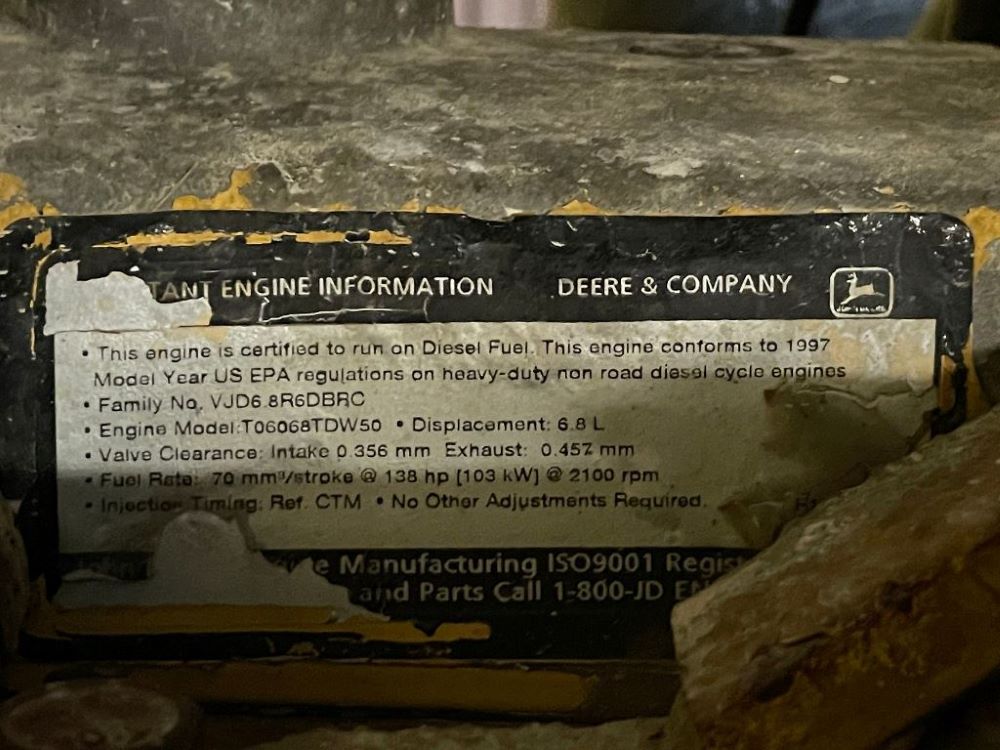 TANT ENGINE INFORMATION DEERE & COMPANY
• This engine is certified to run on Diesel Fuel. This engine conforms to 1997
Model Year US EPA regulations on heavy-duty non road diesel cycle engines
• Family No. VJD6.8R6DBRC
• Engine Model:T06068TDW50 • Displacement: 6.8 L
• Valve Clearance: Intake 0.356 mm Exhaust: 0.457 mm
• Fuel Rate: 70 mm³/stroke @ 138 hp [103 kW] @ 2100 rpm
• Injection Timing: Ref. CTM • No Other Adjustments Required.
Manufacturing ISO9001 Regis
and Parts Call 1-800-JD EN